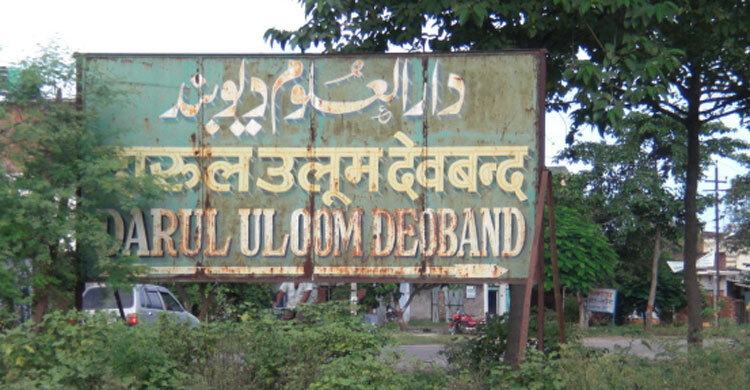 دارالعلوم دیوبند
दारुल उलूम देवबन्द
DARUL ULOOM DEOBAND